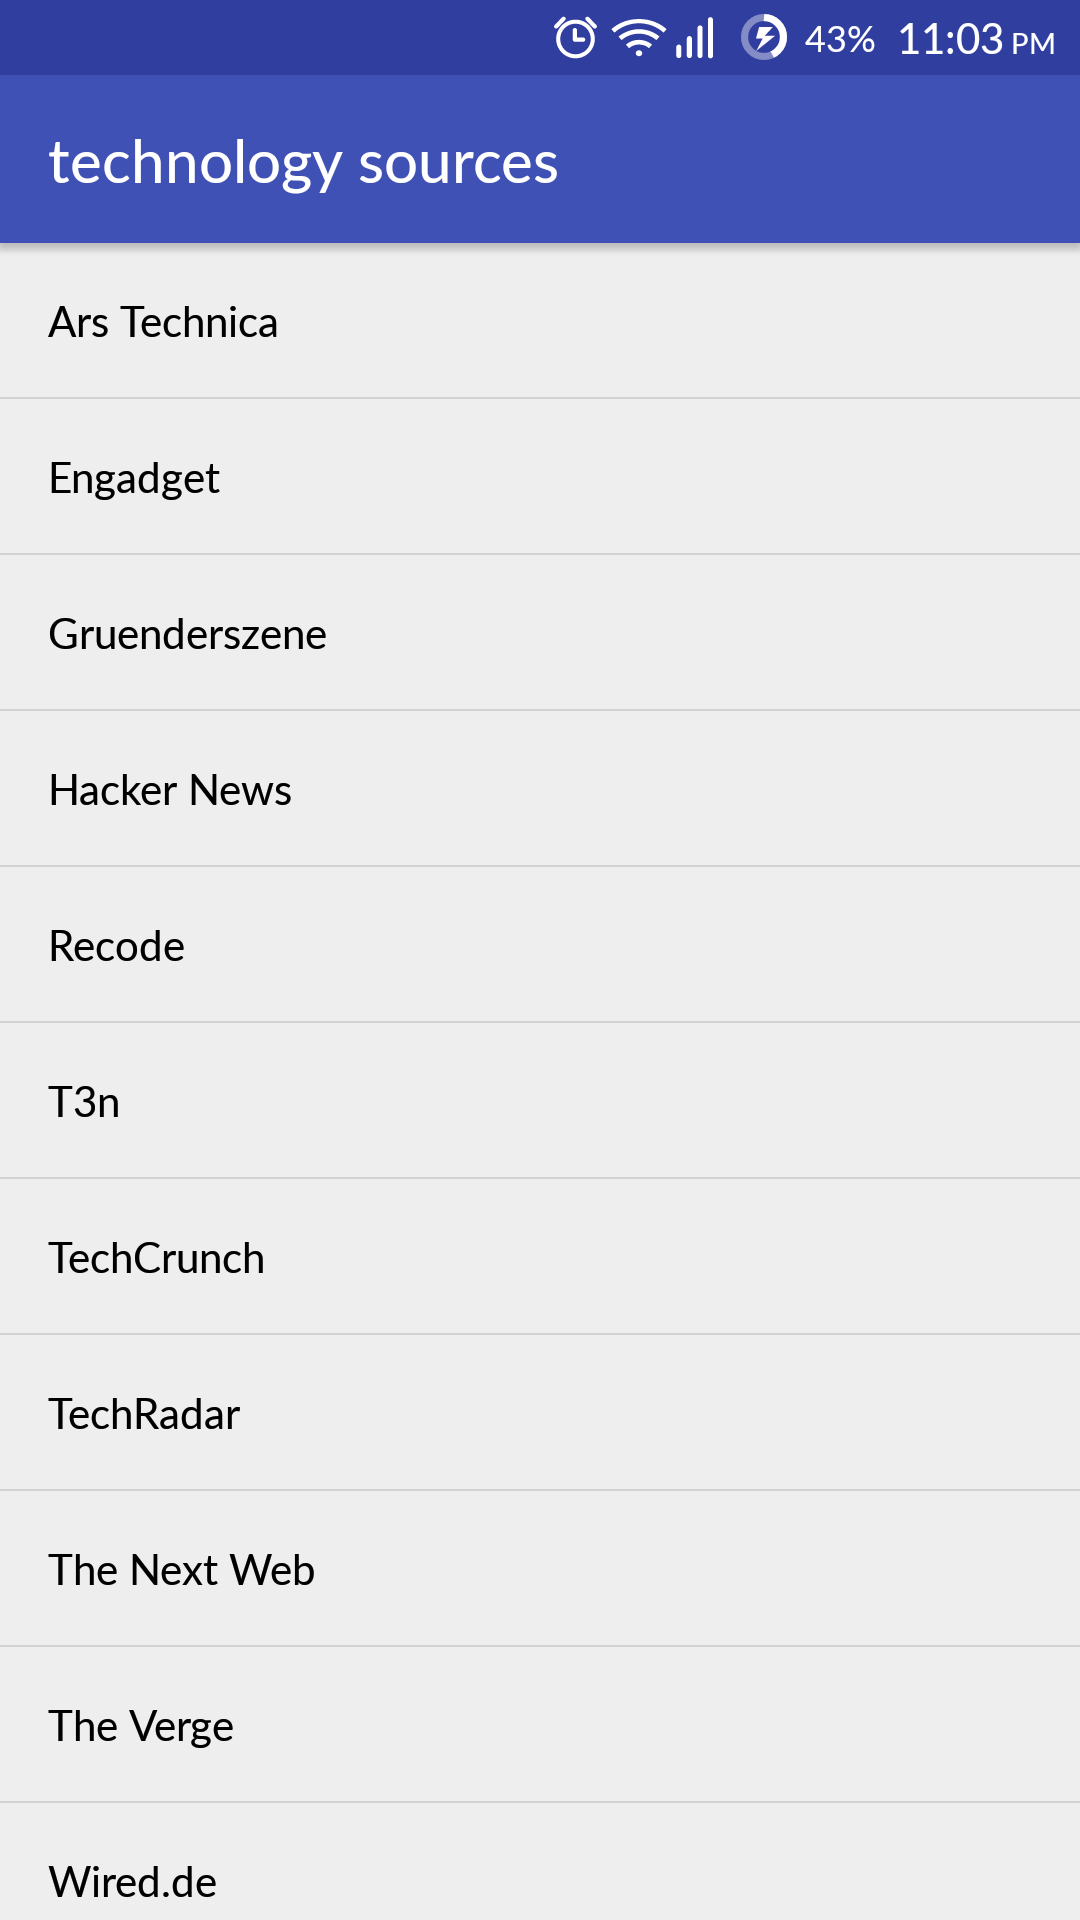 43% 11:03 PM
technology sources
Ars Technica
Engadget
Gruenderszene
Hacker News
Recode
T3n
TechCrunch
TechRadar
The Next Web
The Verge
Wired.de